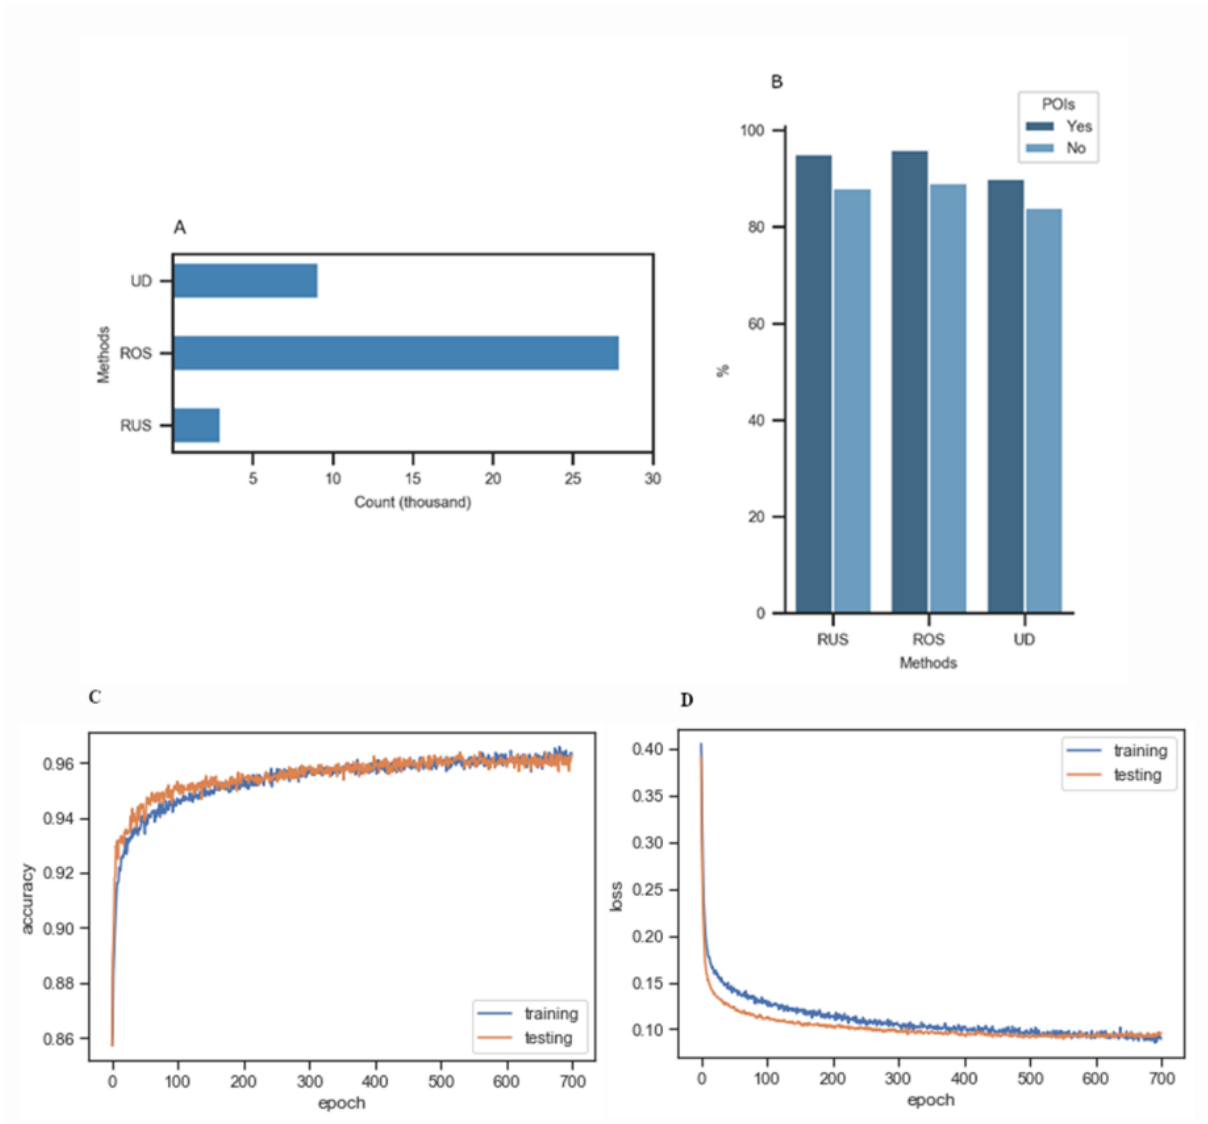 A
Methods
UD
ROS
RUS
5 10 15 20 25 30
Count (thousand)
B
POIs
Yes
No
%
100
80
60
40
20
0
RUS ROS UD
Methods
C
accuracy
0.96
0.94
0.92
0.90
0.88
0.86
training
testing
0 100 200 300 400 500 600 700
epoch
D
loss
0.40
0.35
0.30
0.25
0.20
0.15
0.10
training
testing
0 100 200 300 400 500 600 700
epoch